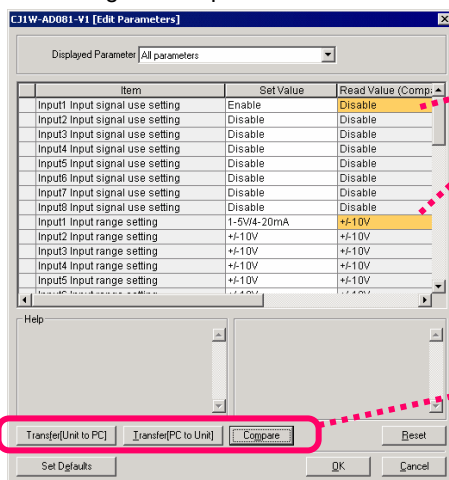 CJ1W-AD081-V1 [Edit Parameters]
Displayed Parameter All parameters
Item Set Value Read Value (Compa
Input1 Input signal use setting Enable Disable
Input2 Input signal use setting Disable Disable
Input3 Input signal use setting Disable Disable
Input4 Input signal use setting Disable Disable
Input5 Input signal use setting Disable Disable
Input6 Input signal use setting Disable Disable
Input7 Input signal use setting Disable Disable
Input8 Input signal use setting Disable Disable
Input1 Input range setting 1-5V/4-20mA +/-10V
Input2 Input range setting +/-10V +/-10V
Input3 Input range setting +/-10V +/-10V
Input4 Input range setting +/-10V +/-10V
Input5 Input range setting +/-10V +/-10V
Help
Transfer[Unit to PC] Transfer[PC to Unit] Compare Reset
Set Defaults OK Cancel